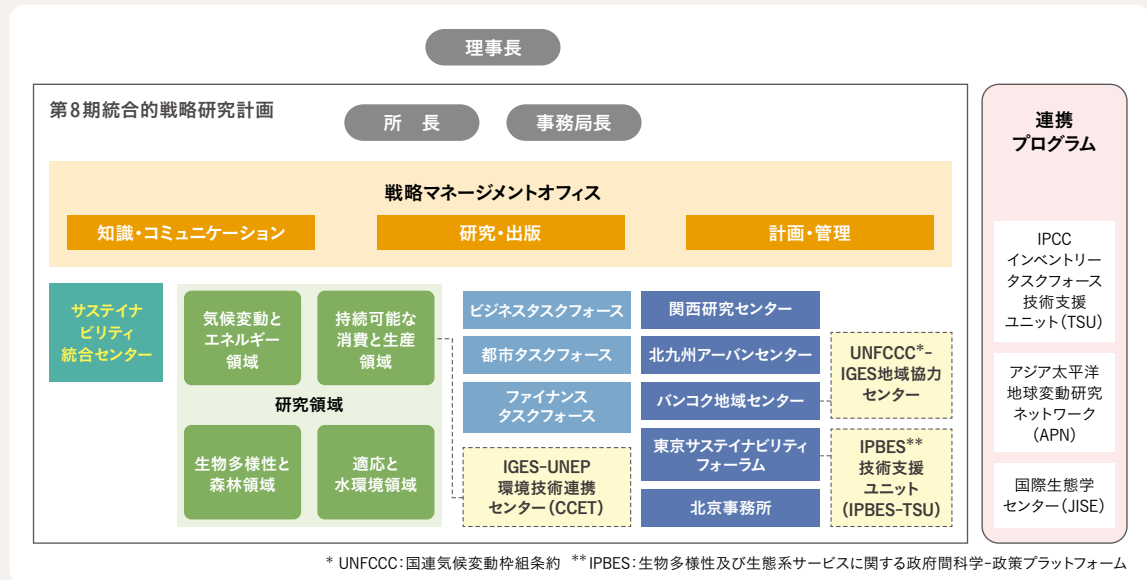 理事長
第8期統合的戦略研究計画
所 長
事務局長
戦略マネージメントオフィス
知識・コミュニケーション
研究・出版
計画・管理
サステイナ
ビリティ
統合センター
気候変動と
エネルギー
領域
持続可能な
消費と生産
領域
研究領域
生物多様性と
森林領域
適応と
水環境領域
ビジネスタスクフォース
都市タスクフォース
ファイナンス
タスクフォース
IGES-UNEP
環境技術連携
センター(CCET)
関西研究センター
北九州アーバンセンター
バンコク地域センター
東京サステイナビリティ
フォーラム
北京事務所
UNFCCC*-
IGES地域協力
センター
IPBES**
技術支援
ユニット
(IPBES-TSU)
連携
プログラム
IPCC
インベントリー
タスクフォース
技術支援
ユニット(TSU)
アジア太平洋
地球変動研究
ネットワーク
(APN)
国際生態学
センター(JISE)
* UNFCCC:国連気候変動枠組条約 **IPBES:生物多様性及び生態系サービスに関する政府間科学-政策プラットフォーム